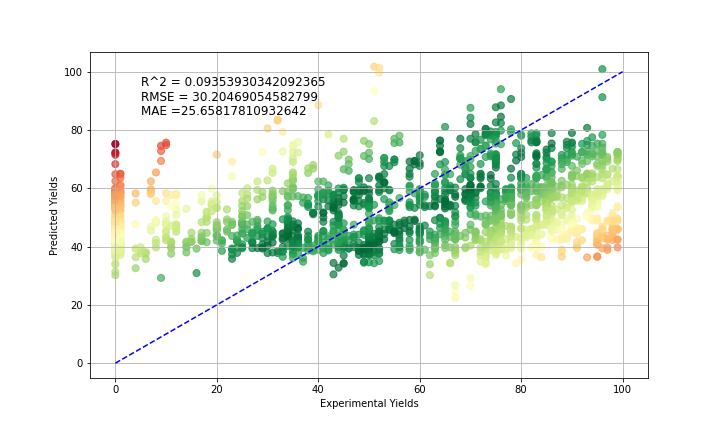 R^2 = 0.09353930342092365
RMSE = 30.20469054582799
MAE =25.65817810932642
100
80
60
40
20
0
Predicted Yields
0 20 40 60 80 100
Experimental Yields